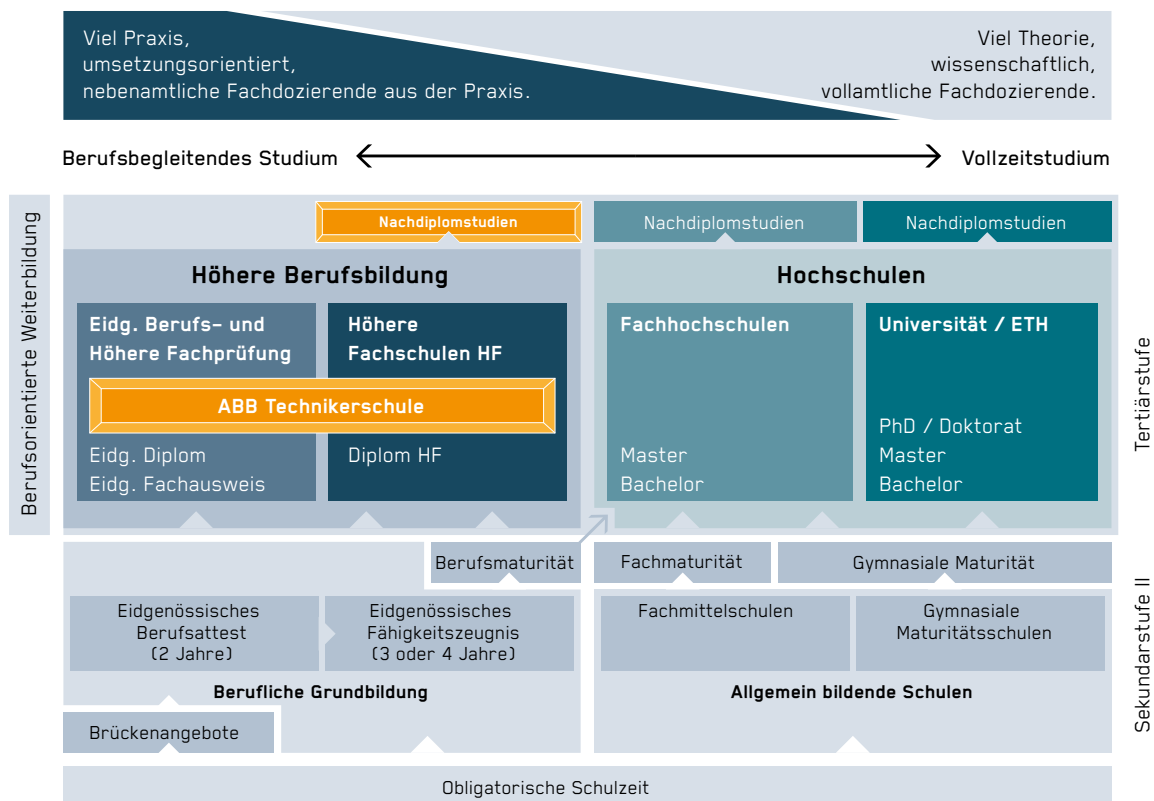 Viel Praxis,
umsetzungsorientiert,
nebenamtliche Fachdozierende aus der Praxis.
Viel Theorie,
wissenschaftlich,
vollamtliche Fachdozierende.
Berufsbegleitendes Studium
Vollzeitstudium
Berufsorientierte Weiterbildung
Nachdiplomstudien
Nachdiplomstudien
Nachdiplomstudien
Höhere Berufsbildung
Hochschulen
Eidg. Berufs- und
Höhere Fachprüfung
Höhere
Fachschulen HF
Fachhochschulen
Universität / ETH
ABB Technikerschule
Eidg. Diplom
Eidg. Fachausweis
Diplom HF
Master
Bachelor
PhD / Doktorat
Master
Bachelor
Tertiärstufe
Berufsmaturität
Fachmaturität
Gymnasiale Maturität
Eidgenössisches
Berufsattest
(2 Jahre)
Eidgenössisches
Fähigkeitszeugnis
(3 oder 4 Jahre)
Fachmittelschulen
Gymnasiale
Maturitätsschulen
Berufliche Grundbildung
Allgemein bildende Schulen
Sekundarstufe II
Brückenangebote
Obligatorische Schulzeit